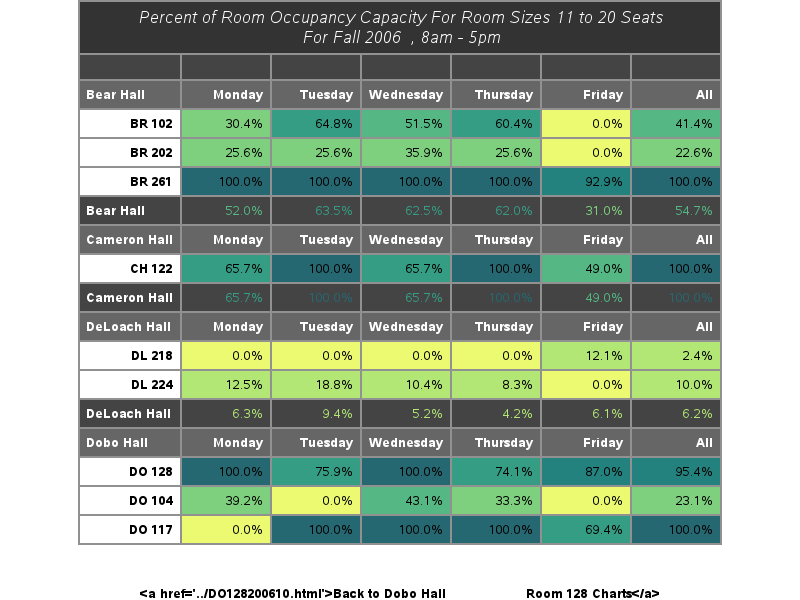 Percent of Room Occupancy Capacity For Room Sizes 11 to 20 Seats
For Fall 2006 , 8am - 5pm
Bear Hall Monday Tuesday Wednesday Thursday Friday All
BR 102 30.4% 64.8% 51.5% 60.4% 0.0% 41.4%
BR 202 25.6% 25.6% 35.9% 25.6% 0.0% 22.6%
BR 261 100.0% 100.0% 100.0% 100.0% 92.9% 100.0%
Bear Hall 52.0% 63.5% 62.5% 62.0% 31.0% 54.7%
Cameron Hall Monday Tuesday Wednesday Thursday Friday All
CH 122 65.7% 100.0% 65.7% 100.0% 49.0% 100.0%
Cameron Hall 65.7% 100.0% 65.7% 100.0% 49.0% 100.0%
DeLoach Hall Monday Tuesday Wednesday Thursday Friday All
DL 218 0.0% 0.0% 0.0% 0.0% 12.1% 2.4%
DL 224 12.5% 18.8% 10.4% 8.3% 0.0% 10.0%
DeLoach Hall 6.3% 9.4% 5.2% 4.2% 6.1% 6.2%
Dobo Hall Monday Tuesday Wednesday Thursday Friday All
DO 128 100.0% 75.9% 100.0% 74.1% 87.0% 95.4%
DO 104 39.2% 0.0% 43.1% 33.3% 0.0% 23.1%
DO 117 0.0% 100.0% 100.0% 100.0% 69.4% 100.0%
<a href='../DO128200610.html'>Back to Dobo Hall Room 128 Charts</a>